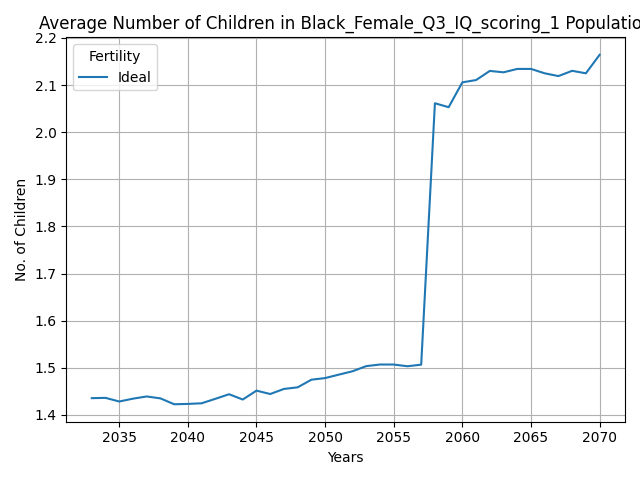 Average Number of Children in Black_Female_Q3_IQ_scoring_1 Populatio
Fertility
Ideal
2.2
2.1
2.0
1.9
1.8
1.7
1.6
1.5
1.4
No. of Children
2035 2040 2045 2050 2055 2060 2065 2070
Years